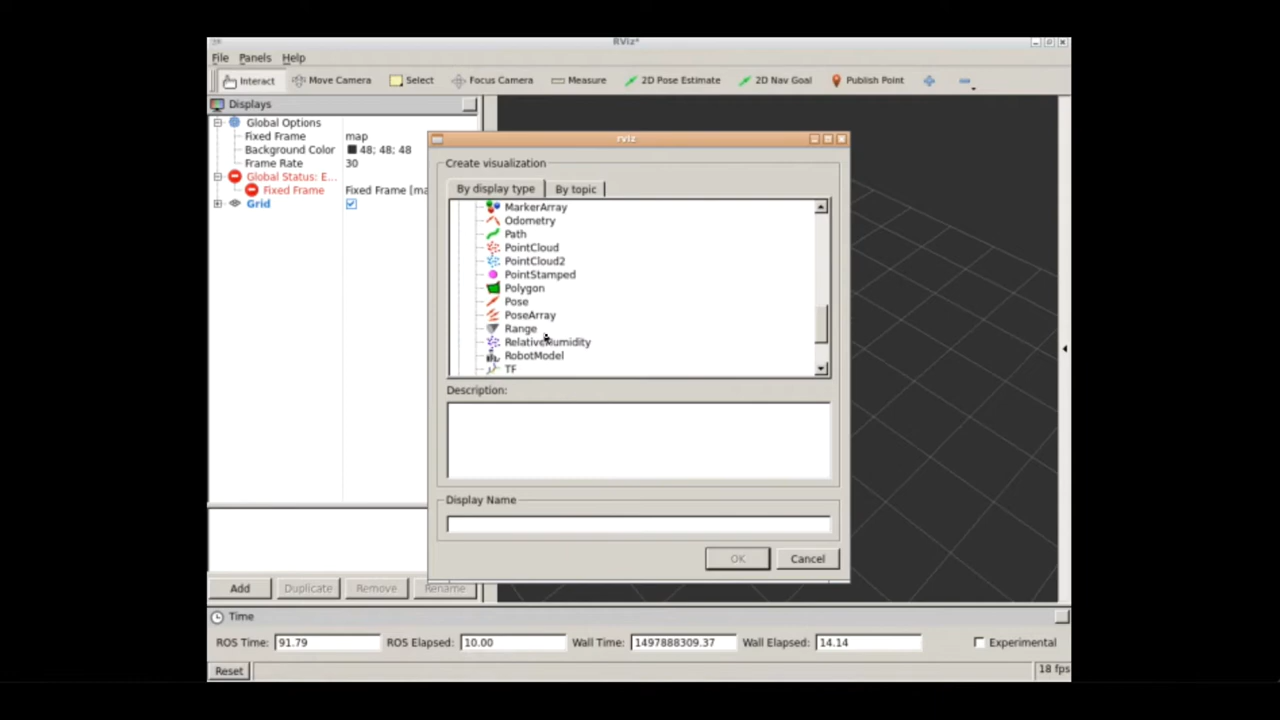 RViz*
File Panels Help
Interact Move Camera Select Focus Camera Measure 2D Pose Estimate 2D Nav Goal Publish Point
Displays
Global Options
Fixed Frame map
Background Color 48; 48; 48
Frame Rate 30
Global Status: E...
Fixed Frame Fixed Frame [ma
Grid
rviz
Create visualization
By display type By topic
MarkerArray
Odometry
Path
PointCloud
PointCloud2
PointStamped
Polygon
Pose
PoseArray
Range
RelativeHumidity
RobotModel
TF
Description:
Display Name
OK Cancel
Add Duplicate Remove Rename
Time
ROS Time: 91.79 ROS Elapsed: 10.00 Wall Time: 1497888309.37 Wall Elapsed: 14.14 Experimental
Reset 18 fps